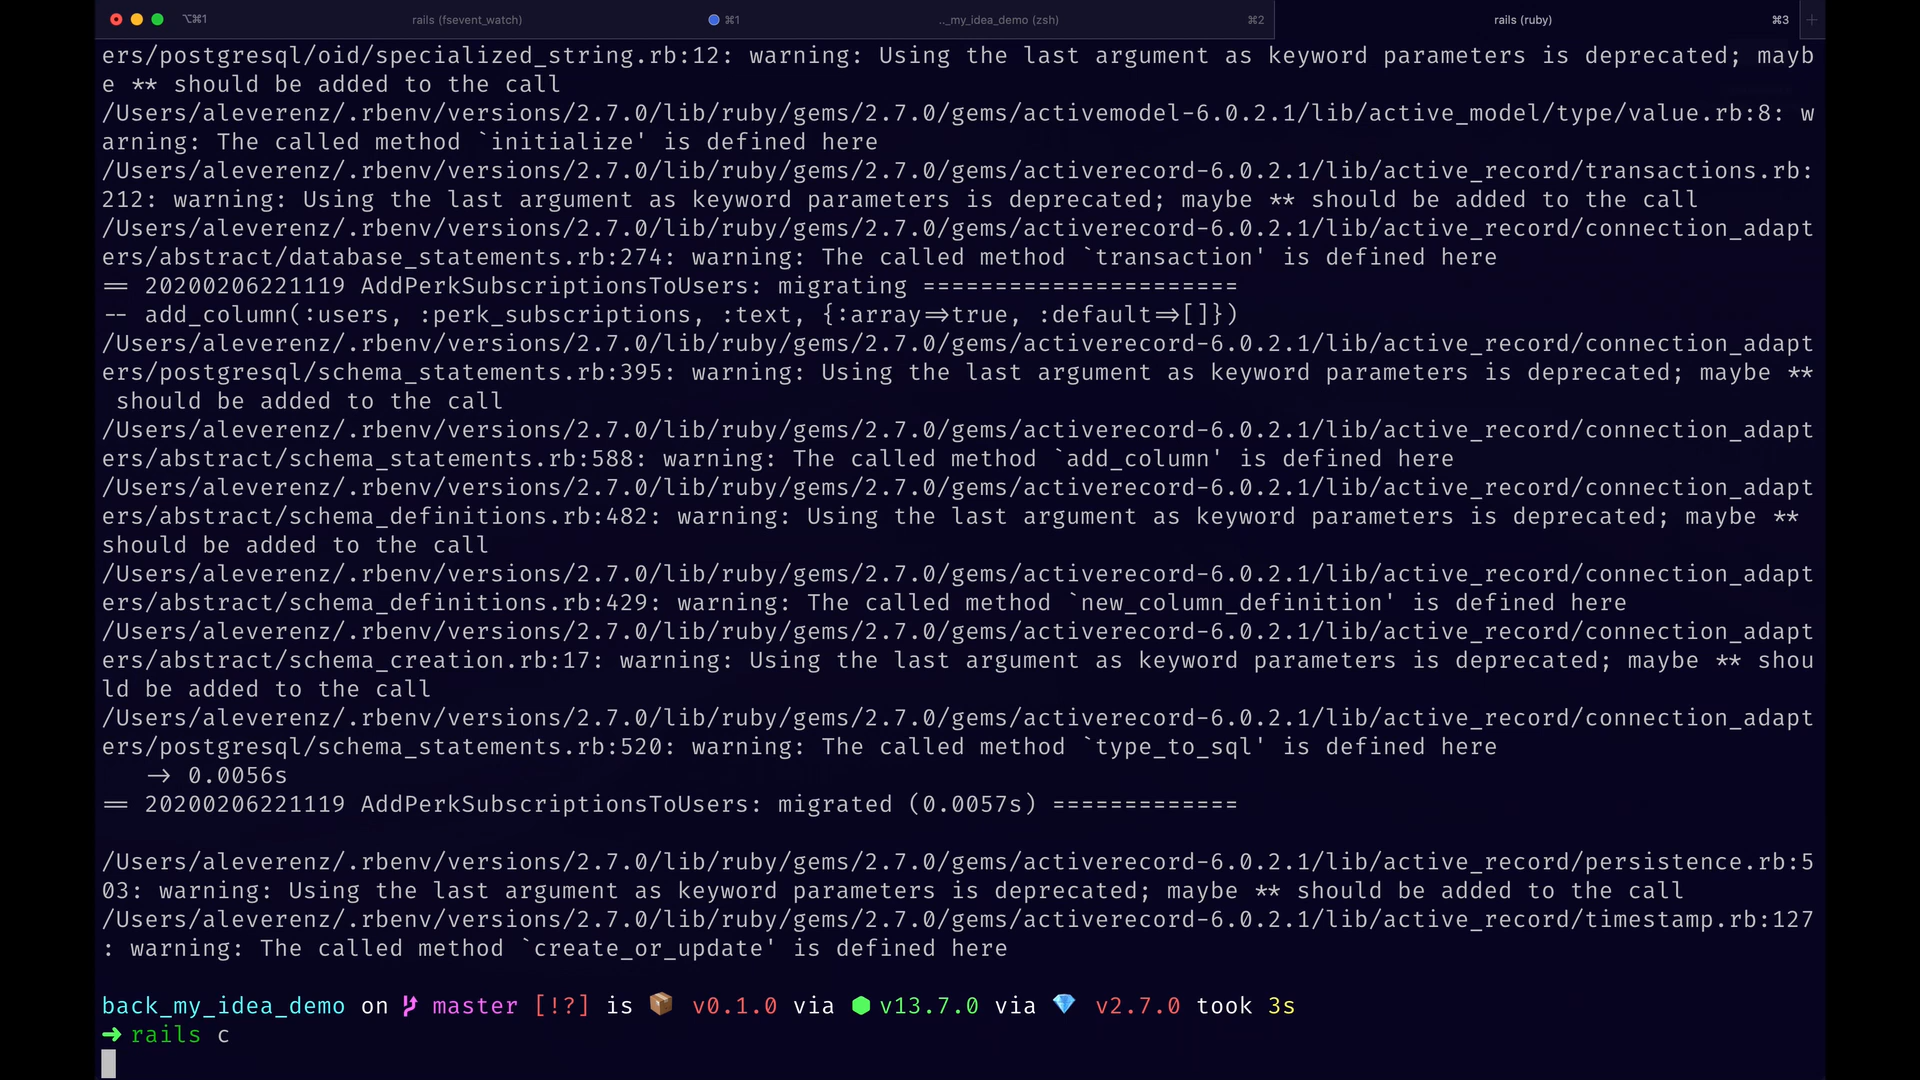 ⌥⌘1 rails (fsevent_watch) ⌘1 .._my_idea_demo (zsh) ⌘2 rails (ruby) ⌘3 +
ers/postgresql/oid/specialized_string.rb:12: warning: Using the last argument as keyword parameters is deprecated; mayb
e ** should be added to the call
/Users/aleverenz/.rbenv/versions/2.7.0/lib/ruby/gems/2.7.0/gems/activemodel-6.0.2.1/lib/active_model/type/value.rb:8: w
arning: The called method `initialize' is defined here
/Users/aleverenz/.rbenv/versions/2.7.0/lib/ruby/gems/2.7.0/gems/activerecord-6.0.2.1/lib/active_record/transactions.rb:
212: warning: Using the last argument as keyword parameters is deprecated; maybe ** should be added to the call
/Users/aleverenz/.rbenv/versions/2.7.0/lib/ruby/gems/2.7.0/gems/activerecord-6.0.2.1/lib/active_record/connection_adapt
ers/abstract/database_statements.rb:274: warning: The called method `transaction' is defined here
== 20200206221119 AddPerkSubscriptionsToUsers: migrating ======================
-- add_column(:users, :perk_subscriptions, :text, {:array=>true, :default=>[]})
/Users/aleverenz/.rbenv/versions/2.7.0/lib/ruby/gems/2.7.0/gems/activerecord-6.0.2.1/lib/active_record/connection_adapt
ers/postgresql/schema_statements.rb:395: warning: Using the last argument as keyword parameters is deprecated; maybe **
 should be added to the call
/Users/aleverenz/.rbenv/versions/2.7.0/lib/ruby/gems/2.7.0/gems/activerecord-6.0.2.1/lib/active_record/connection_adapt
ers/abstract/schema_statements.rb:588: warning: The called method `add_column' is defined here
/Users/aleverenz/.rbenv/versions/2.7.0/lib/ruby/gems/2.7.0/gems/activerecord-6.0.2.1/lib/active_record/connection_adapt
ers/abstract/schema_definitions.rb:482: warning: Using the last argument as keyword parameters is deprecated; maybe **
should be added to the call
/Users/aleverenz/.rbenv/versions/2.7.0/lib/ruby/gems/2.7.0/gems/activerecord-6.0.2.1/lib/active_record/connection_adapt
ers/abstract/schema_definitions.rb:429: warning: The called method `new_column_definition' is defined here
/Users/aleverenz/.rbenv/versions/2.7.0/lib/ruby/gems/2.7.0/gems/activerecord-6.0.2.1/lib/active_record/connection_adapt
ers/abstract/schema_creation.rb:17: warning: Using the last argument as keyword parameters is deprecated; maybe ** shou
ld be added to the call
/Users/aleverenz/.rbenv/versions/2.7.0/lib/ruby/gems/2.7.0/gems/activerecord-6.0.2.1/lib/active_record/connection_adapt
ers/postgresql/schema_statements.rb:520: warning: The called method `type_to_sql' is defined here
   -> 0.0056s
== 20200206221119 AddPerkSubscriptionsToUsers: migrated (0.0057s) =============
/Users/aleverenz/.rbenv/versions/2.7.0/lib/ruby/gems/2.7.0/gems/activerecord-6.0.2.1/lib/active_record/persistence.rb:5
03: warning: Using the last argument as keyword parameters is deprecated; maybe ** should be added to the call
/Users/aleverenz/.rbenv/versions/2.7.0/lib/ruby/gems/2.7.0/gems/activerecord-6.0.2.1/lib/active_record/timestamp.rb:127
: warning: The called method `create_or_update' is defined here
back_my_idea_demo on master [!?] is 📦 v0.1.0 via ⬢ v13.7.0 via 💎 v2.7.0 took 3s
➜ rails c